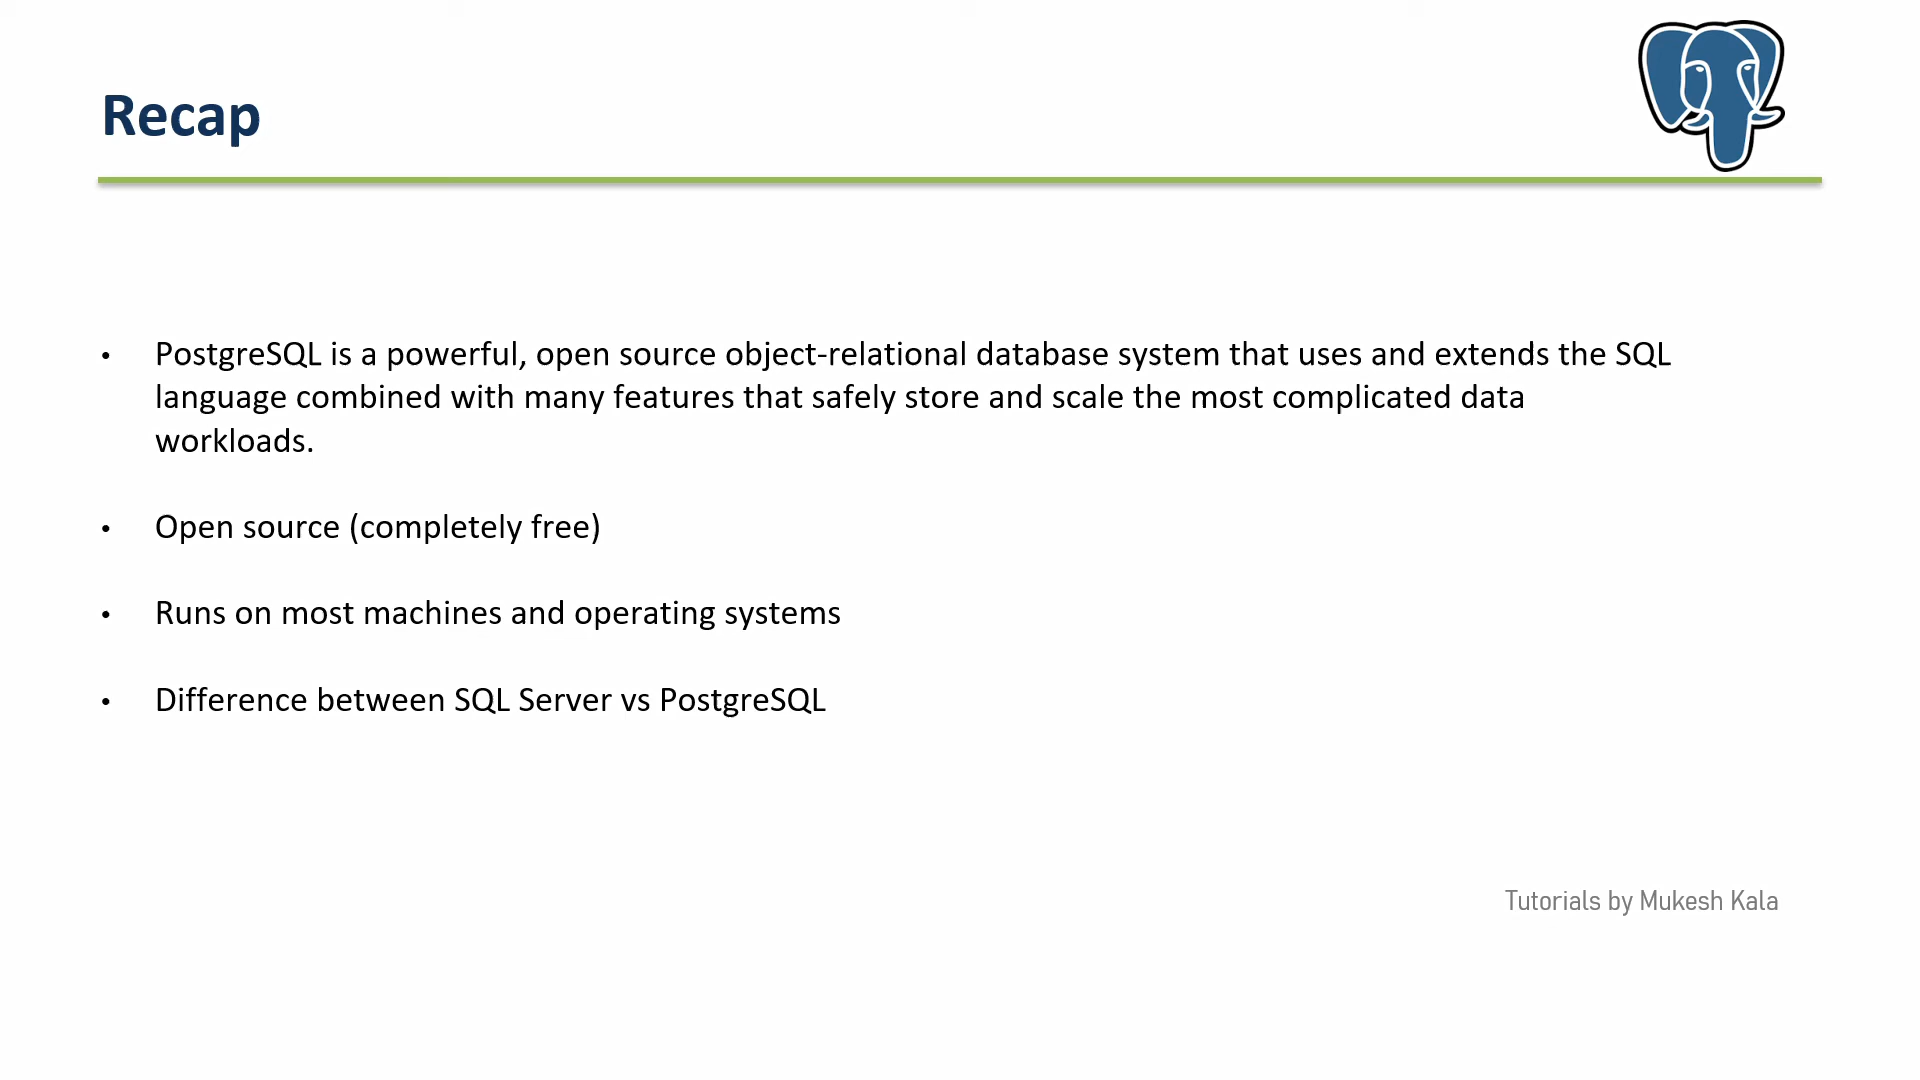 Recap
• PostgreSQL is a powerful, open source object-relational database system that uses and extends the SQL
language combined with many features that safely store and scale the most complicated data
workloads.
• Open source (completely free)
• Runs on most machines and operating systems
• Difference between SQL Server vs PostgreSQL
Tutorials by Mukesh Kala